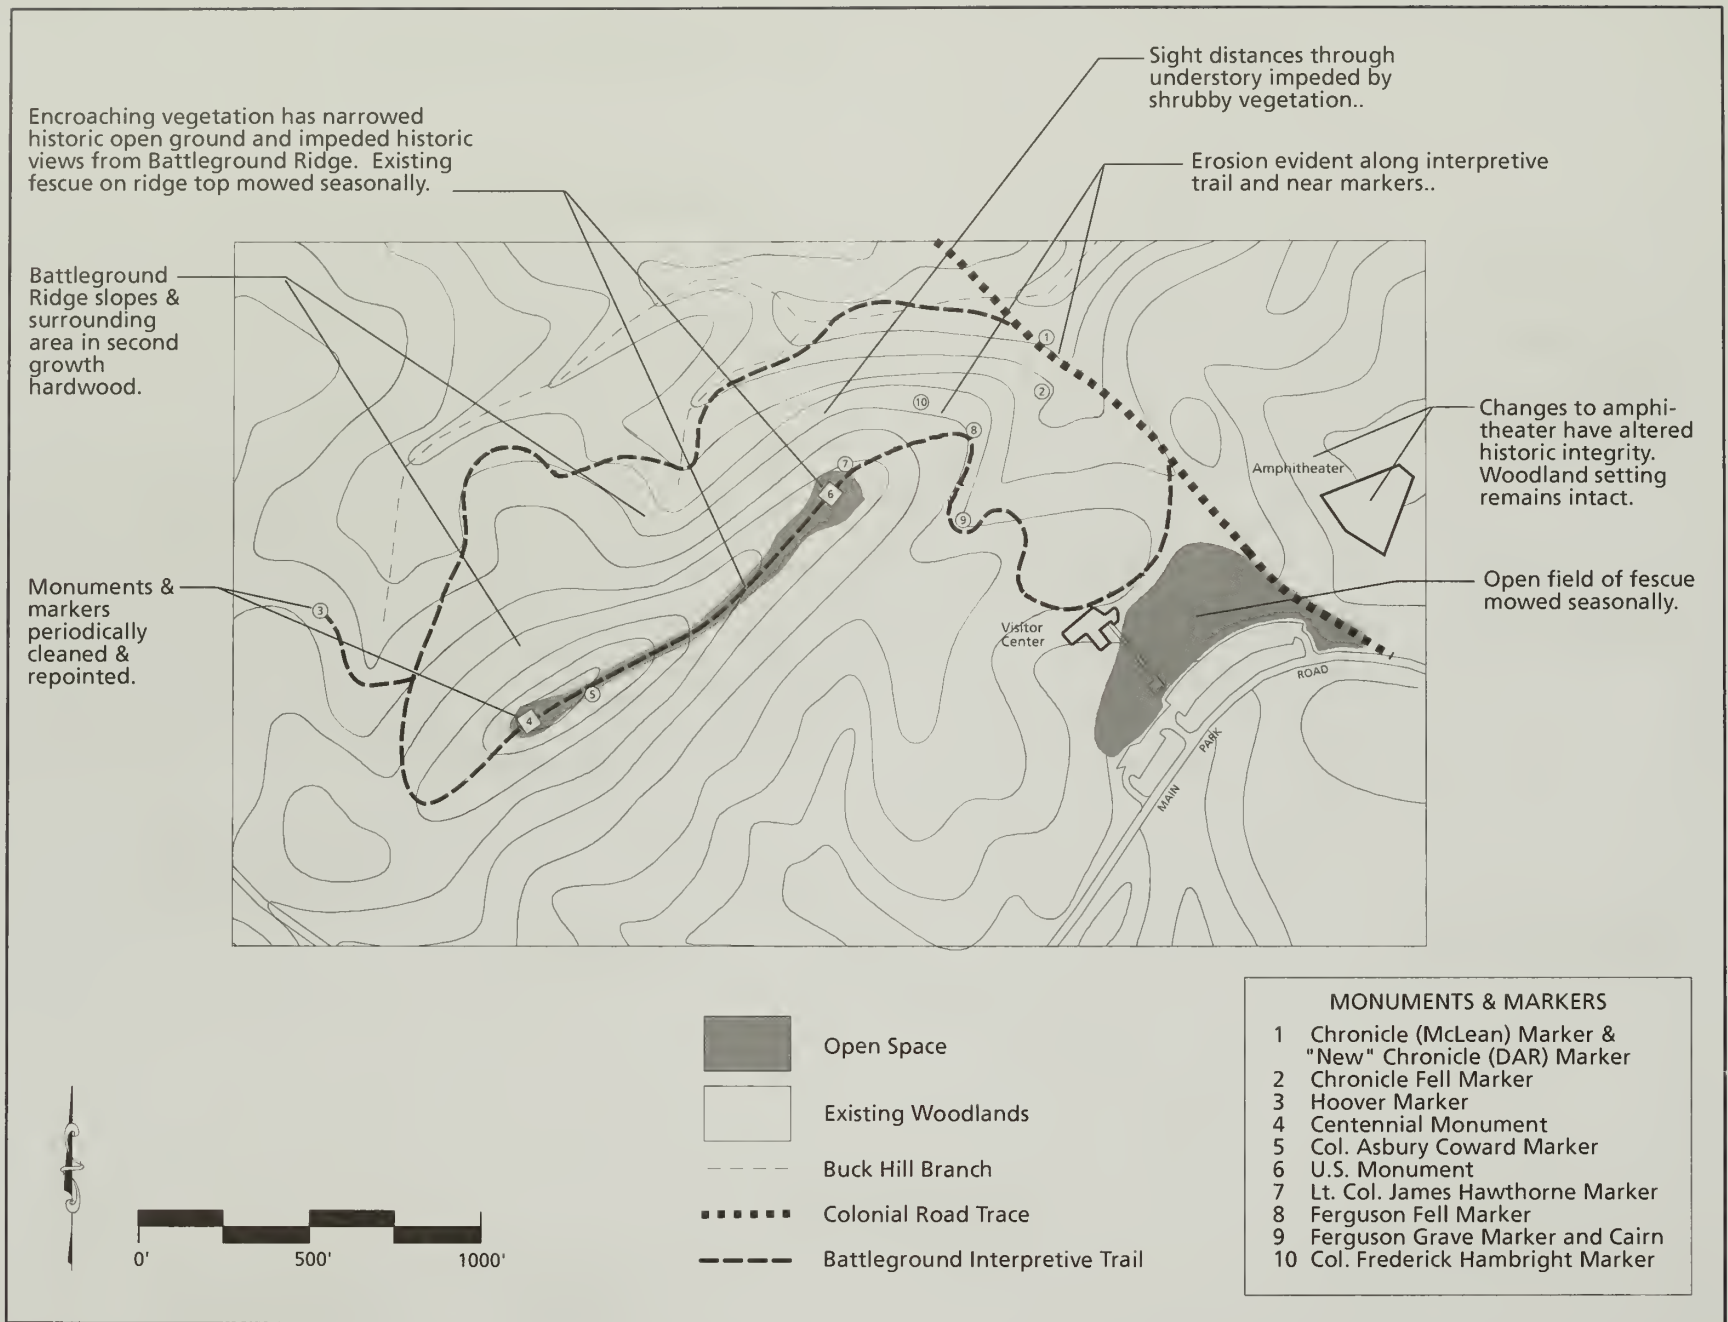 Sight distances through
understory impeded by
shrubby vegetation..
Encroaching vegetation has narrowed
historic open ground and impeded historic
views from Battleground Ridge. Existing
fescue on ridge top mowed seasonally.
Erosion evident along interpretive
trail and near markers..
Battleground
Ridge slopes &
surrounding
area in second
growth
hardwood.
Changes to amphi-
theater have altered
historic integrity.
Woodland setting
remains intact.
Monuments &
markers
periodically
cleaned &
repointed.
Open field of fescue
mowed seasonally.
1
2
10
8
7
6
9
3
5
4
Amphitheater
Visitor
Center
MAIN
PARK
ROAD
Open Space
Existing Woodlands
Buck Hill Branch
Colonial Road Trace
Battleground Interpretive Trail
0' 500' 1000'
MONUMENTS & MARKERS
1 Chronicle (McLean) Marker &
"New" Chronicle (DAR) Marker
2 Chronicle Fell Marker
3 Hoover Marker
4 Centennial Monument
5 Col. Asbury Coward Marker
6 U.S. Monument
7 Lt. Col. James Hawthorne Marker
8 Ferguson Fell Marker
9 Ferguson Grave Marker and Cairn
10 Col. Frederick Hambright Marker